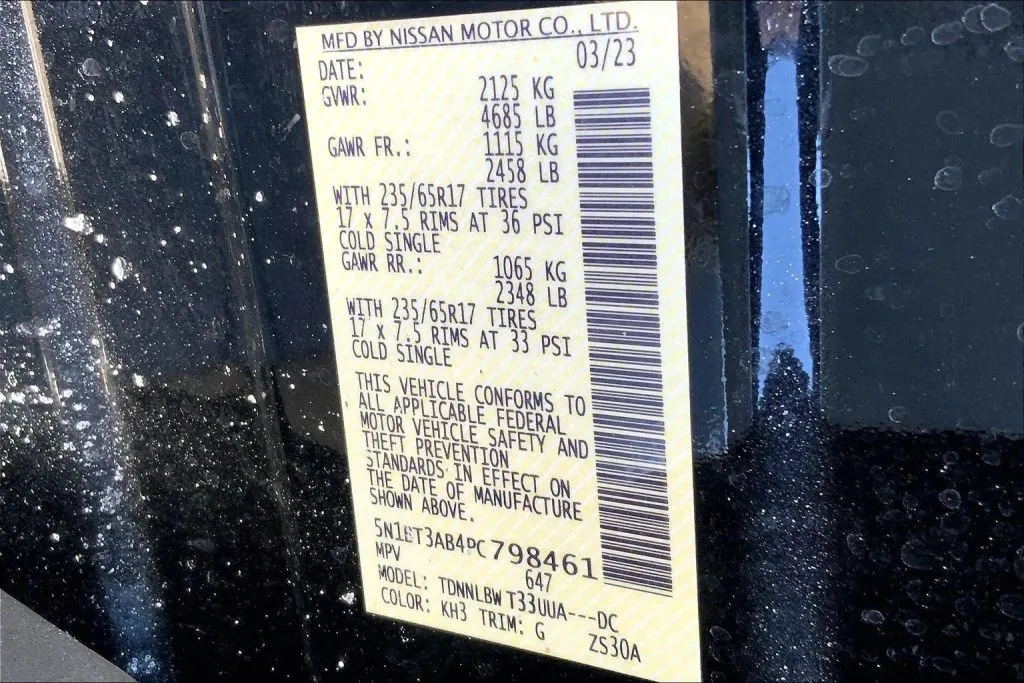 MFD BY NISSAN MOTOR CO., LTD.
DATE: 03/23
GVWR: 2125 KG
4685 LB
GAWR FR.: 1115 KG
2458 LB
WITH 235/65R17 TIRES
17 x 7.5 RIMS AT 36 PSI
COLD SINGLE
GAWR RR.: 1065 KG
2348 LB
WITH 235/65R17 TIRES
17 x 7.5 RIMS AT 33 PSI
COLD SINGLE
THIS VEHICLE CONFORMS TO
ALL APPLICABLE FEDERAL
MOTOR VEHICLE SAFETY AND
THEFT PREVENTION
STANDARDS IN EFFECT ON
THE DATE OF MANUFACTURE
SHOWN ABOVE.
5N1BT3AB4PC798461
MPV 647
MODEL: TDNNLBW T33UUA---DC
COLOR: KH3 TRIM: G ZS30A